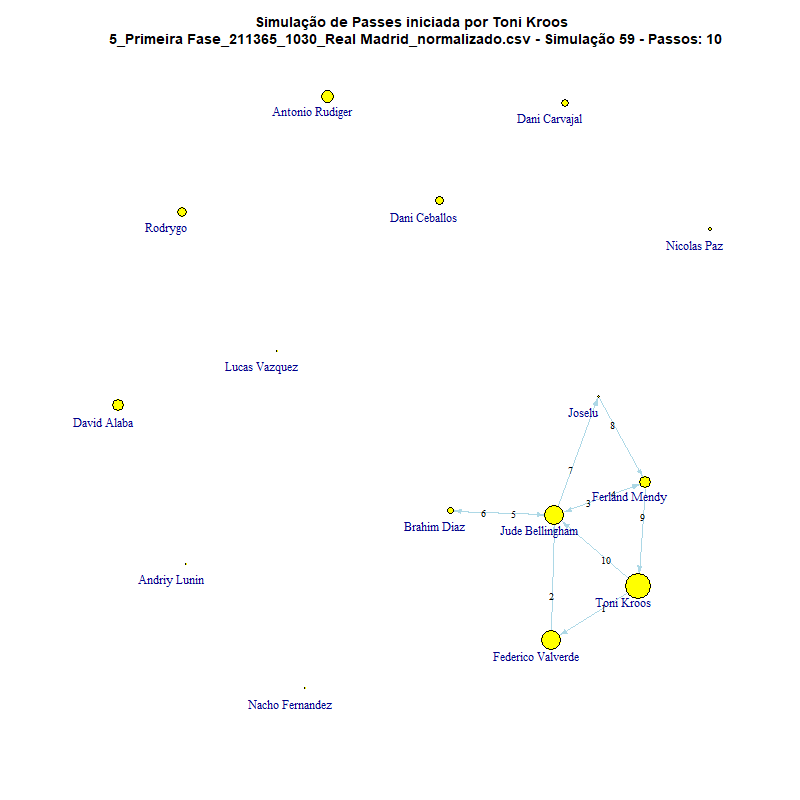 Simulação de Passes iniciada por Toni Kroos
5_Primeira Fase_211365_1030_Real Madrid_normalizado.csv - Simulação 59 - Passos: 10
Antonio Rudiger
Dani Carvajal
Rodrygo
Dani Ceballos
Nicolas Paz
Lucas Vazquez
David Alaba
Joselu
8
7
Ferland Mendy
3
6
5
9
Brahim Diaz
Jude Bellingham
10
Andriy Lunin
2
Toni Kroos
1
Federico Valverde
Nacho Fernandez